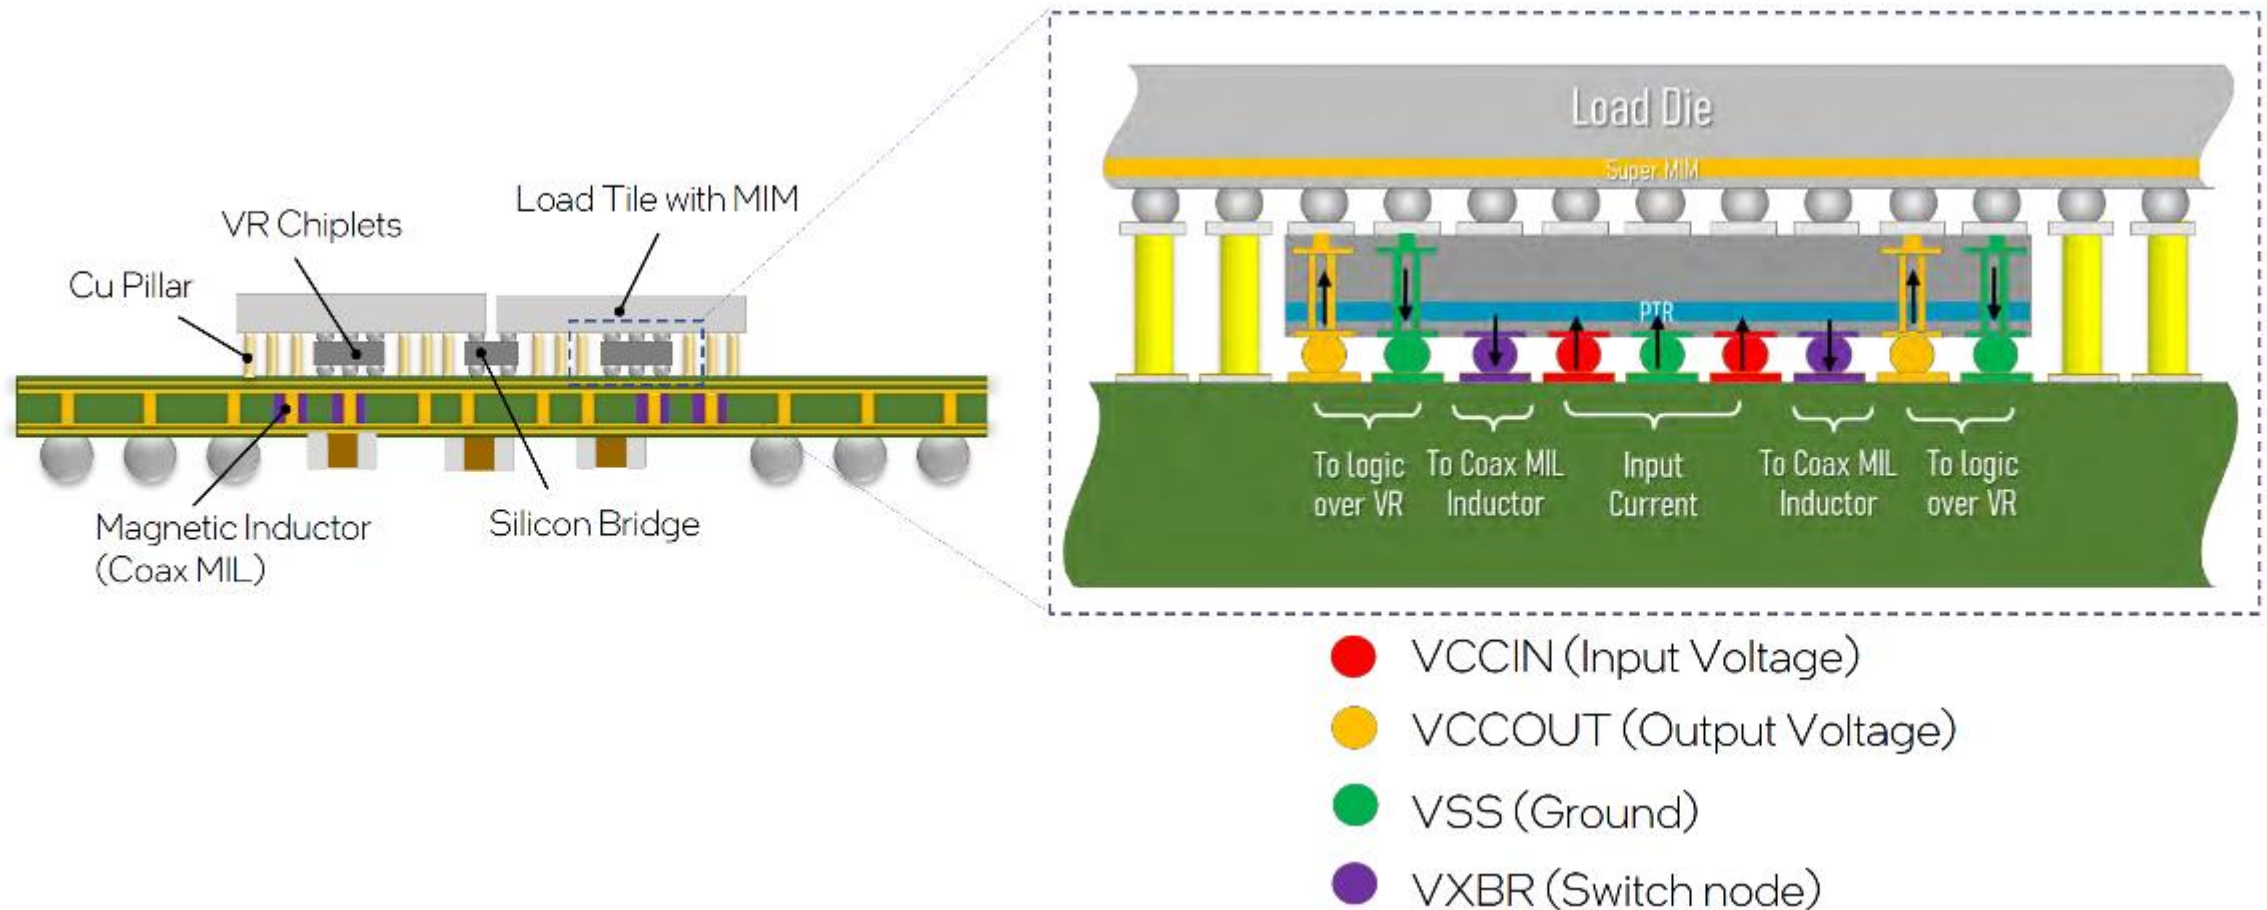 Load Tile with MIM
VR Chiplets
Cu Pillar
Magnetic Inductor
(Coax MIL)
Silicon Bridge
Load Die
Super MIM
PTR
To logic
over VR
To Coax MIL
Inductor
Input
Current
To Coax MIL
Inductor
To logic
over VR
VCCIN (Input Voltage)
VCCOUT (Output Voltage)
VSS (Ground)
VXBR (Switch node)